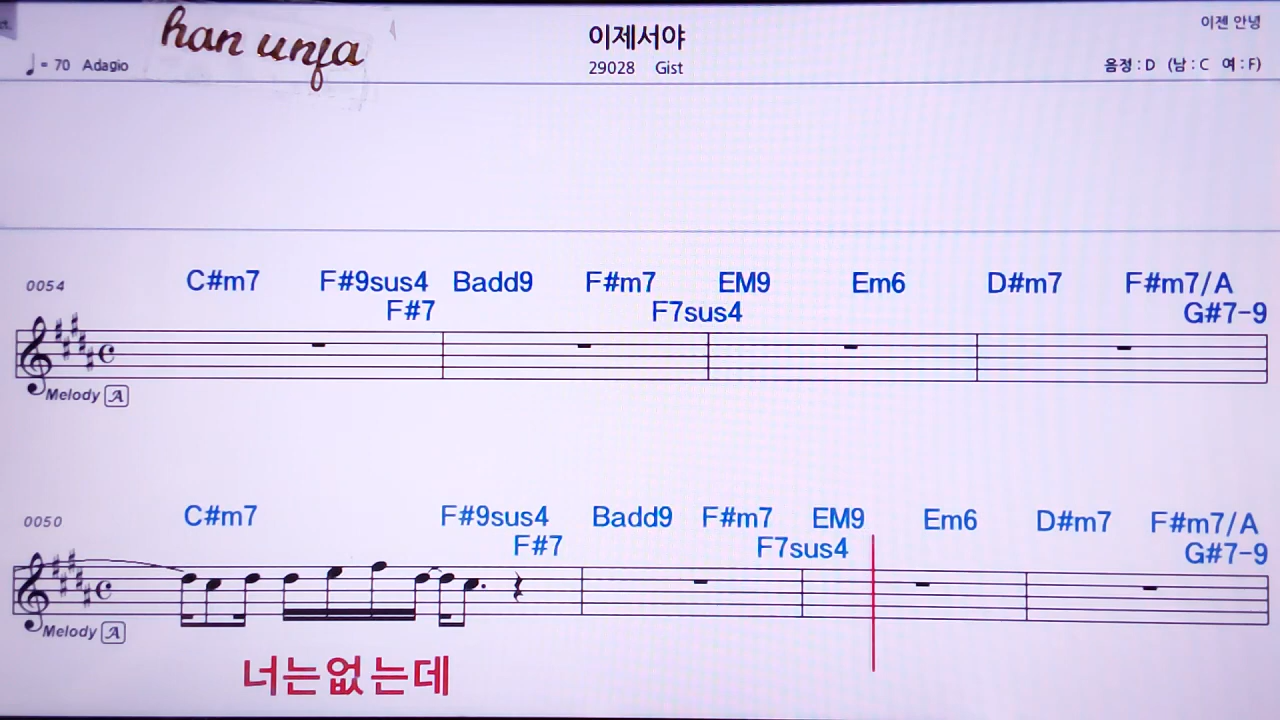 han unfa
이제서야
이젠 안녕
♩= 70 Adagio
29028 Gist
음정 : D (남 : C 여 : F)
0054 C#m7 F#9sus4 Badd9 F#m7 EM9 Em6 D#m7 F#m7/A
F#7 F7sus4 G#7-9
Melody A
0050 C#m7 F#9sus4 Badd9 F#m7 EM9 Em6 D#m7 F#m7/A
F#7 F7sus4 G#7-9
Melody A
너는없는데